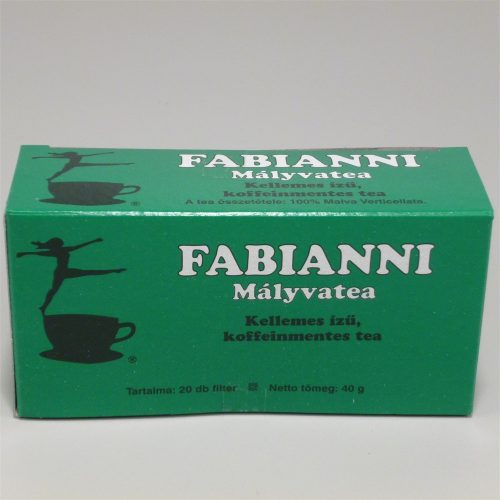 FABIANNI
Mályvatea
Kellemes ízű,
koffeinmentes tea
A tea összetétele: 100% Malva Verticellata.
®
FABIANNI
Mályvatea
Kellemes ízű,
koffeinmentes tea
®
Tartalma: 20 db filter ※ Netto tömeg: 40 g